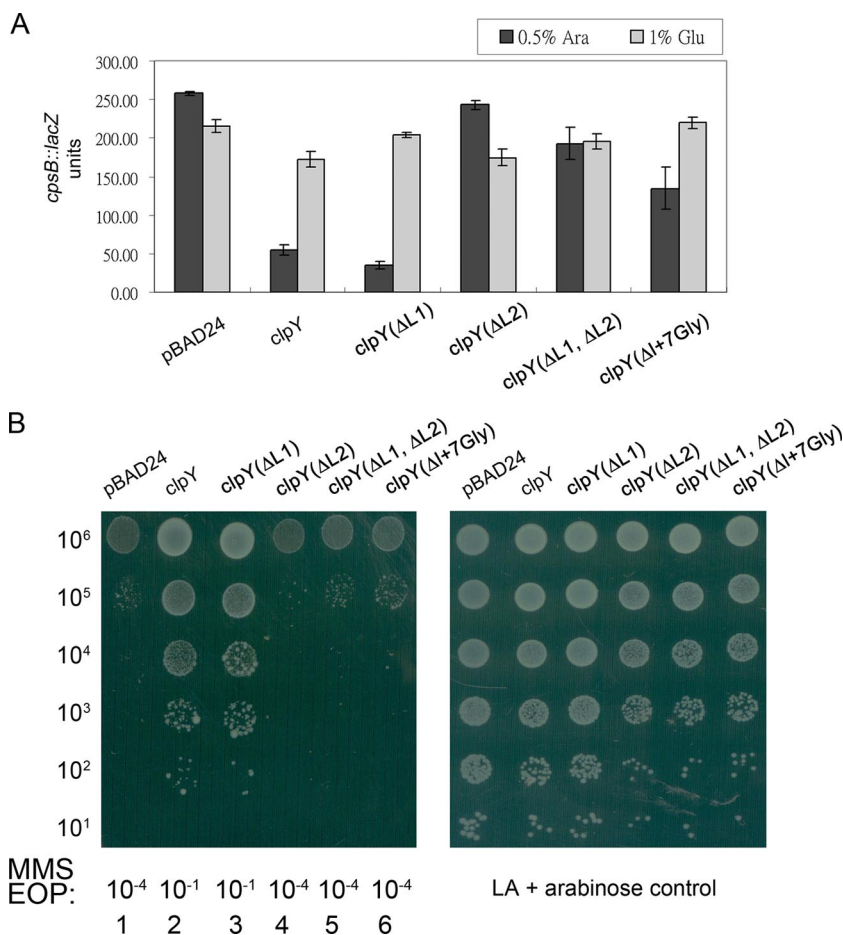 A
0.5% Ara 1% Glu
300.00
250.00
200.00
150.00
100.00
50.00
0.00
cpsB::lacZ
units
pBAD24 clpY clpY(ΔL1) clpY(ΔL2) clpY(ΔL1, ΔL2) clpY(ΔI+7Gly)
B
pBAD24 clpY clpY(ΔL1) clpY(ΔL2) clpY(ΔL1, ΔL2) clpY(ΔI+7Gly)
pBAD24 clpY clpY(ΔL1) clpY(ΔL2) clpY(ΔL1, ΔL2) clpY(ΔI+7Gly)
10⁶
10⁵
10⁴
10³
10²
10¹
MMS
EOP: 10⁻⁴ 10⁻¹ 10⁻¹ 10⁻⁴ 10⁻⁴ 10⁻⁴ LA + arabinose control
1 2 3 4 5 6